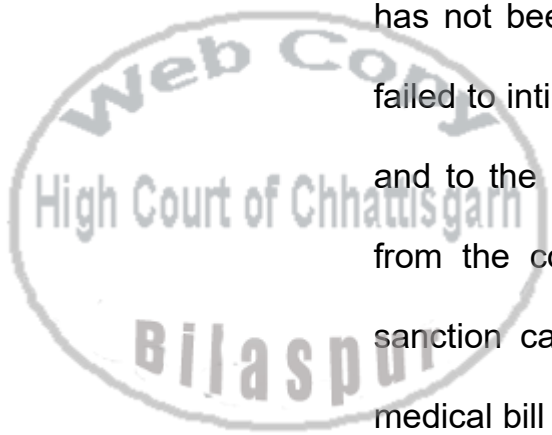 has not bee
failed to inti
Web Copy
and to the
High Court of Chhattisgarh
from the co
Bilaspur
sanction ca
medical bill